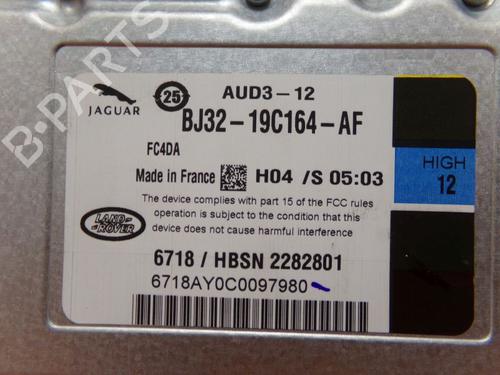 B-PARTS
JAGUAR
25
AUD3-12
BJ32-19C164-AF
FC4DA
Made in France
H04 /S 05:03
HIGH
12
The device complies with part 15 of the FCC rules
operation is subject to the condition that this
device does not cause harmful interference
LAND-
ROVER
6718 / HBSN 2282801
6718AY0C0097980